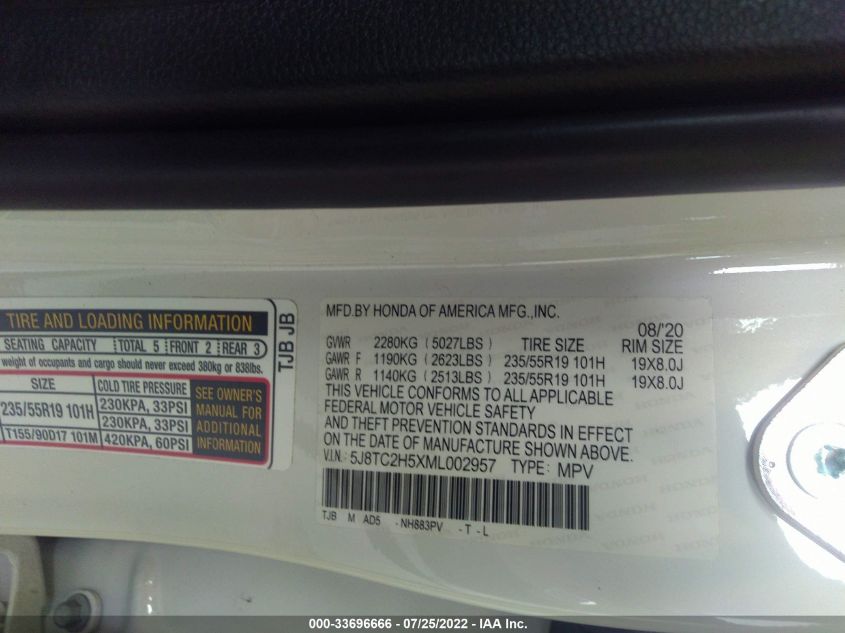 TIRE AND LOADING INFORMATION
SEATING CAPACITY TOTAL 5 FRONT 2 REAR 3
weight of occupants and cargo should never exceed 380kg or 838lbs.
SIZE COLD TIRE PRESSURE
235/55R19 101H 230KPA, 33PSI
230KPA, 33PSI
T155/90D17 101M 420KPA, 60PSI
SEE OWNER'S
MANUAL FOR
ADDITIONAL
INFORMATION
TJB JB
MFD.BY HONDA OF AMERICA MFG.,INC.
08/'20
GVWR 2280KG (5027LBS) TIRE SIZE RIM SIZE
GAWR F 1190KG (2623LBS) 235/55R19 101H 19X8.0J
GAWR R 1140KG (2513LBS) 235/55R19 101H 19X8.0J
THIS VEHICLE CONFORMS TO ALL APPLICABLE
FEDERAL MOTOR VEHICLE SAFETY
AND THEFT PREVENTION STANDARDS IN EFFECT
ON THE DATE OF MANUFACTURE SHOWN ABOVE.
V.I.N.: 5J8TC2H5XML002957 TYPE: MPV
TJB M AD5 -NH883PV -T-L
000-33696666 / 07/25/2022 - IAA Inc.